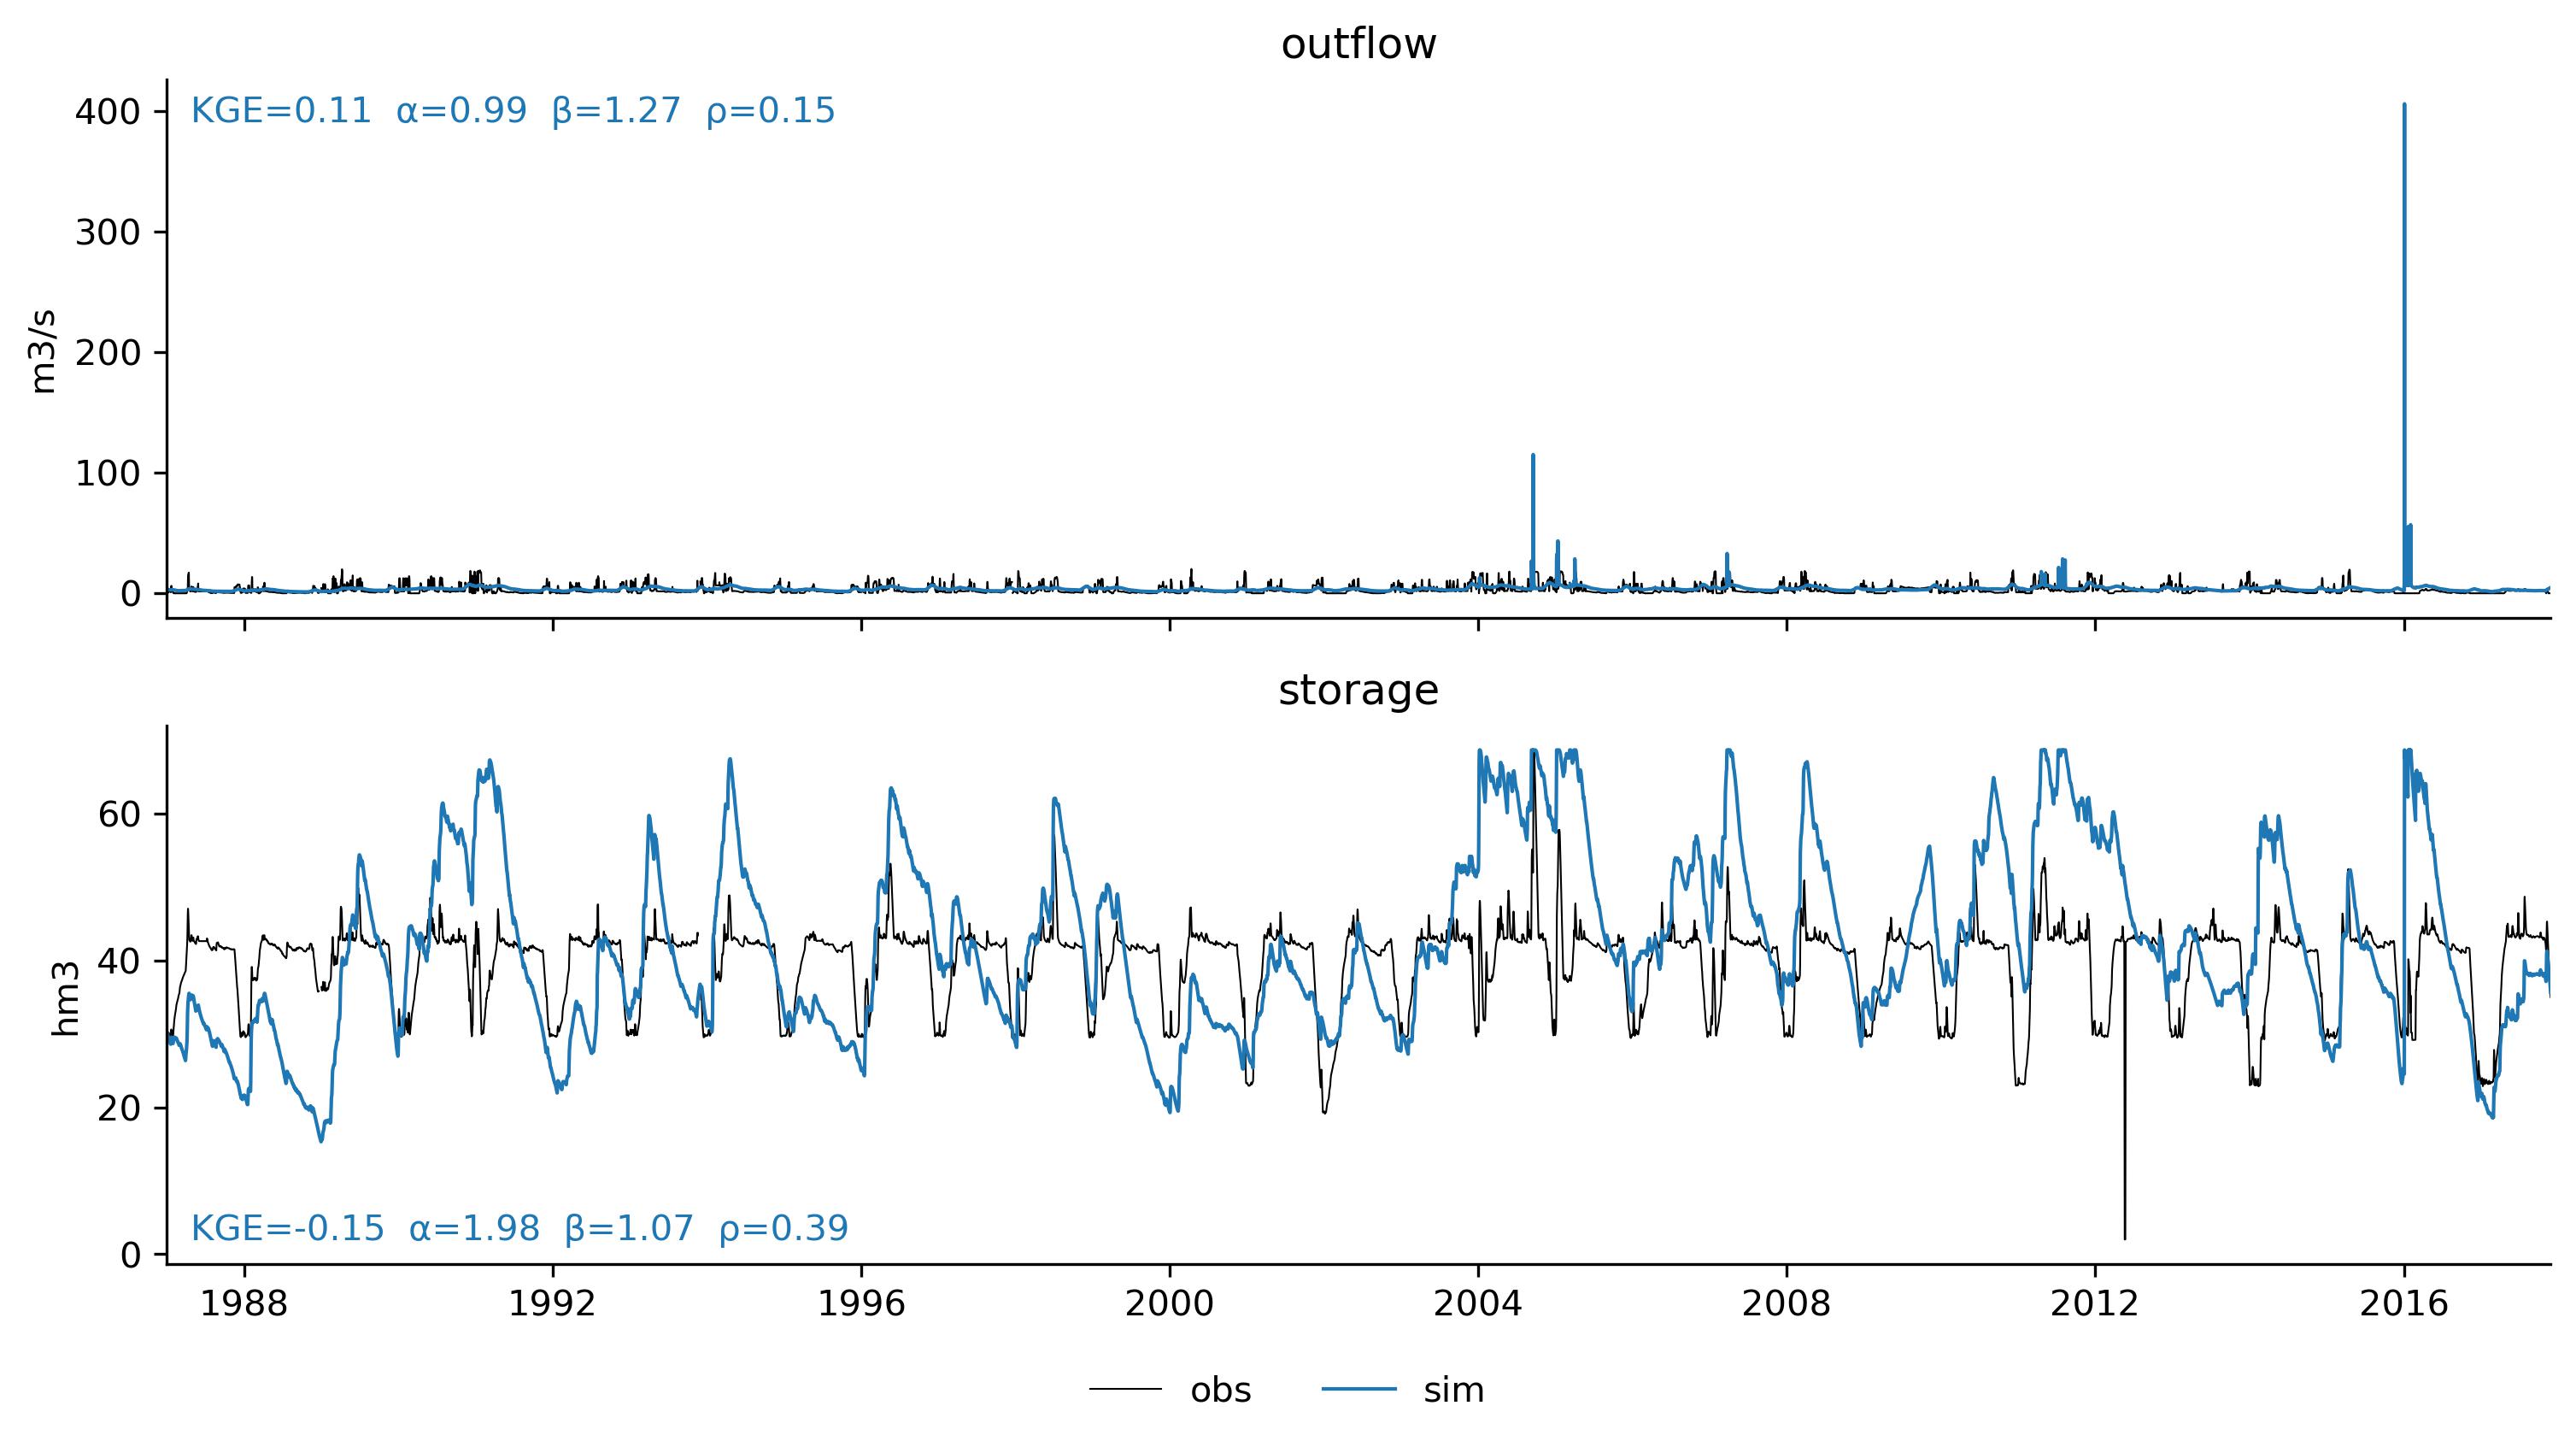 outflow
KGE=0.11 α=0.99 β=1.27 ρ=0.15
400
300
200
100
0
m3/s
storage
60
40
20
0
hm3
KGE=-0.15 α=1.98 β=1.07 ρ=0.39
1988 1992 1996 2000 2004 2008 2012 2016
obs sim